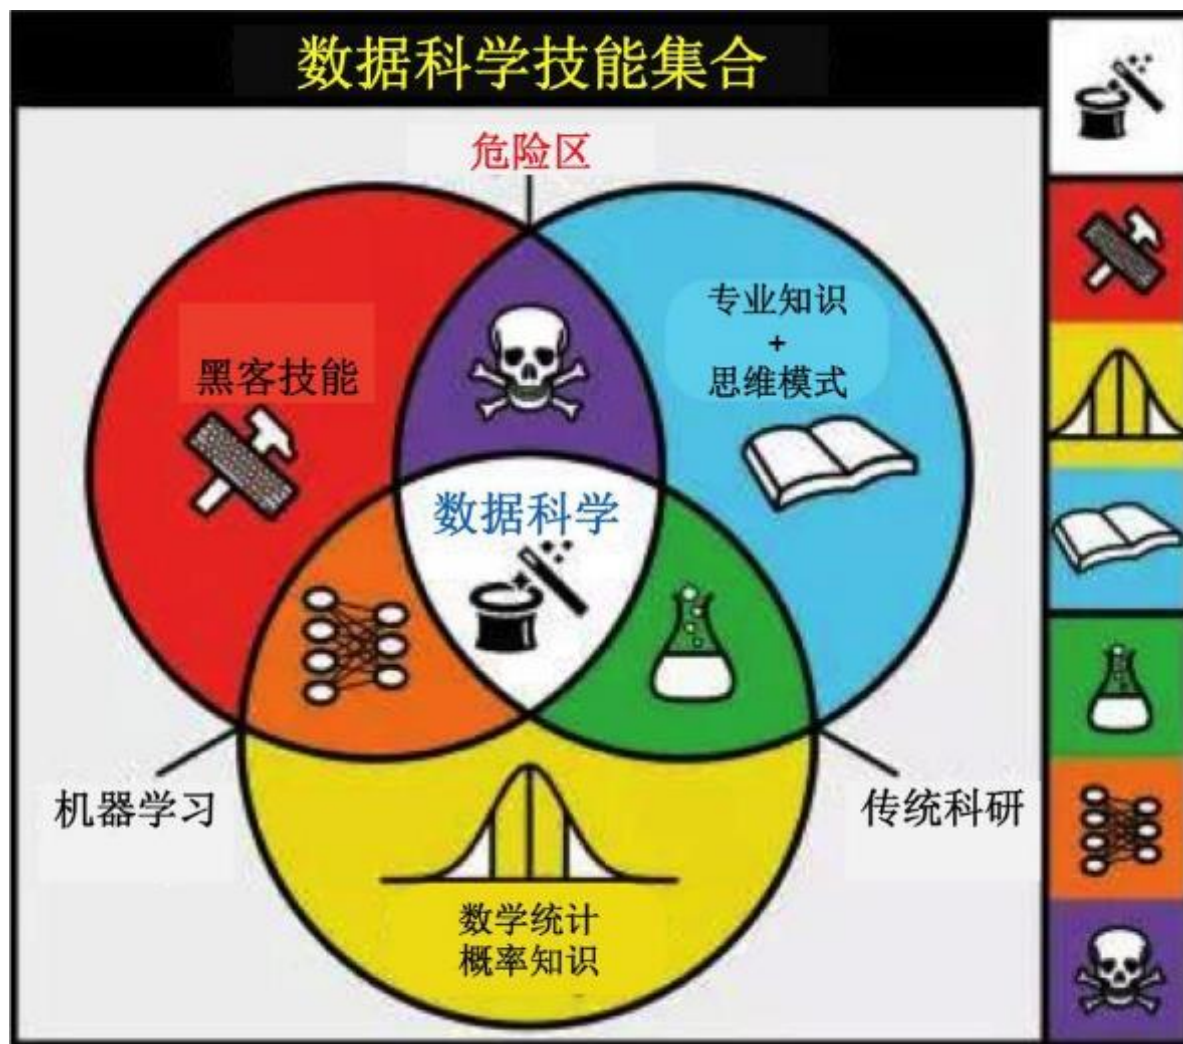 数据科学技能集合
危险区
专业知识
+
思维模式
黑客技能
数据科学
机器学习
传统科研
数学统计
概率知识